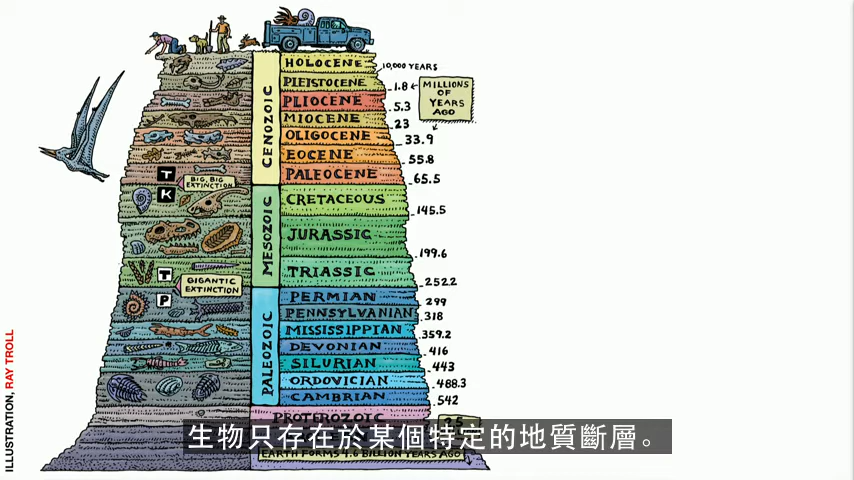 HOLOCENE
10,000 YEARS
PLEISTOCENE
1.8
MILLIONS
OF
YEARS
AGO
PLIOCENE
5.3
MIOCENE
23
OLIGOCENE
33.9
EOCENE
55.8
PALEOCENE
65.5
CENOZOIC
T
K
BIG, BIG
EXTINCTION
CRETACEOUS
145.5
JURASSIC
199.6
TRIASSIC
252.2
MESOZOIC
T
P
GIGANTIC
EXTINCTION
PERMIAN
299
PENNSYLVANIAN
318
MISSISSIPPIAN
359.2
DEVONIAN
416
SILURIAN
443
ORDOVICIAN
488.3
CAMBRIAN
542
PALEOZOIC
PROTEROZOIC
EARTH FORMS 4.6 BILLION YEARS AGO
生物只存在於某個特定的地質斷層。
ILLUSTRATION, RAY TROLL